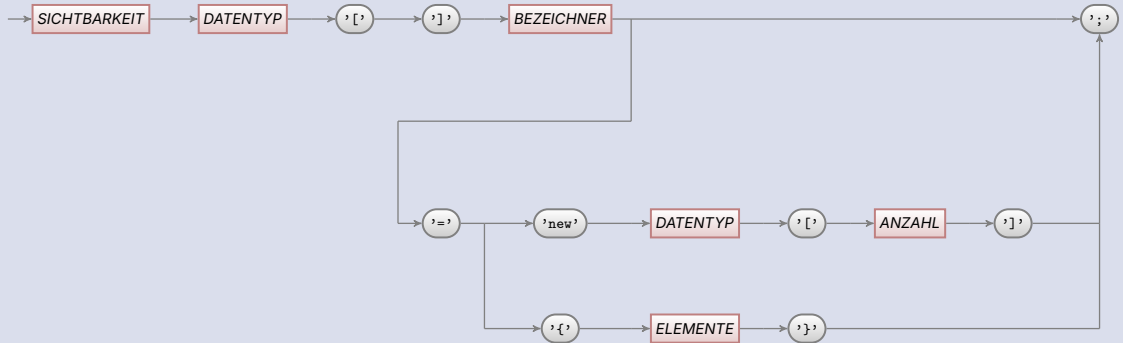 SICHTBARKEIT DATENTYP '[' ']' BEZEICHNER ';'
'=' 'new' DATENTYP '[' ANZAHL ']'
'{' ELEMENTE '}'